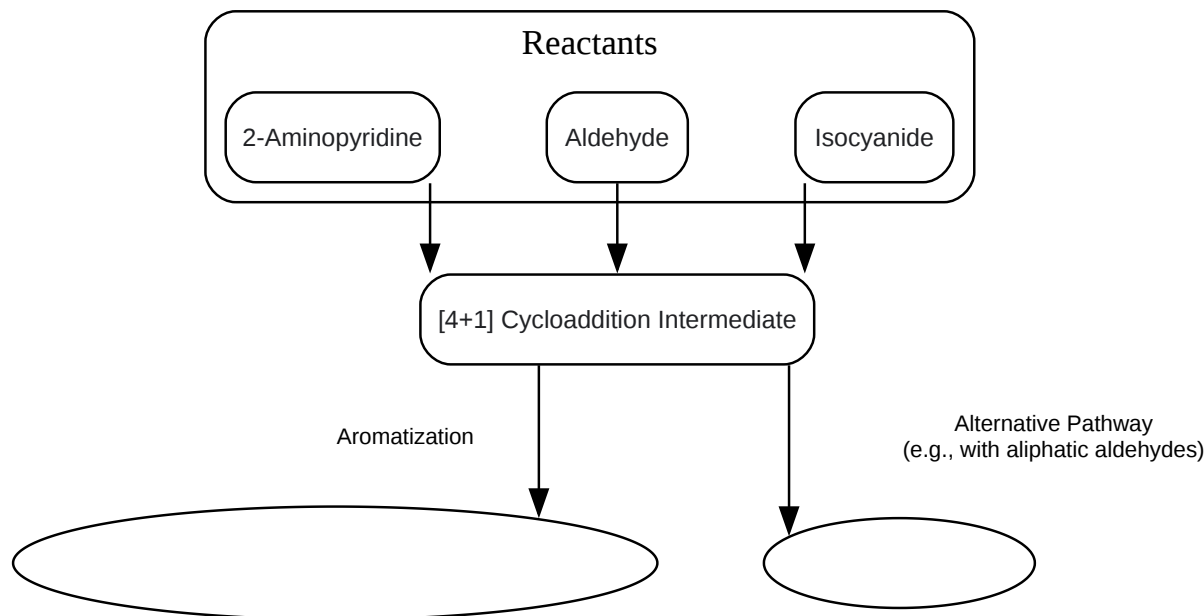 Reactants
2-Aminopyridine
Aldehyde
Isocyanide
[4+1] Cycloaddition Intermediate
Aromatization
Alternative Pathway
(e.g., with aliphatic aldehydes)